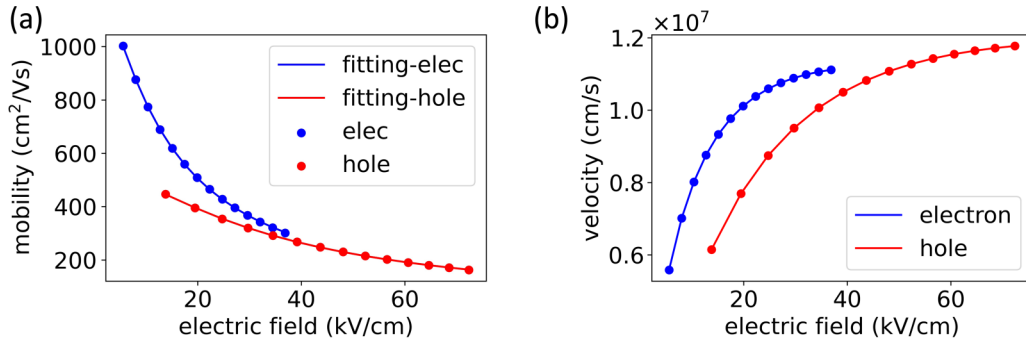 (a)
mobility (cm²/Vs)
1000
800
600
400
200
20
40
60
electric field (kV/cm)
fitting-elec
fitting-hole
elec
hole
(b)
×10⁷
velocity (cm/s)
1.2
1.0
0.8
0.6
20
40
60
electric field (kV/cm)
electron
hole